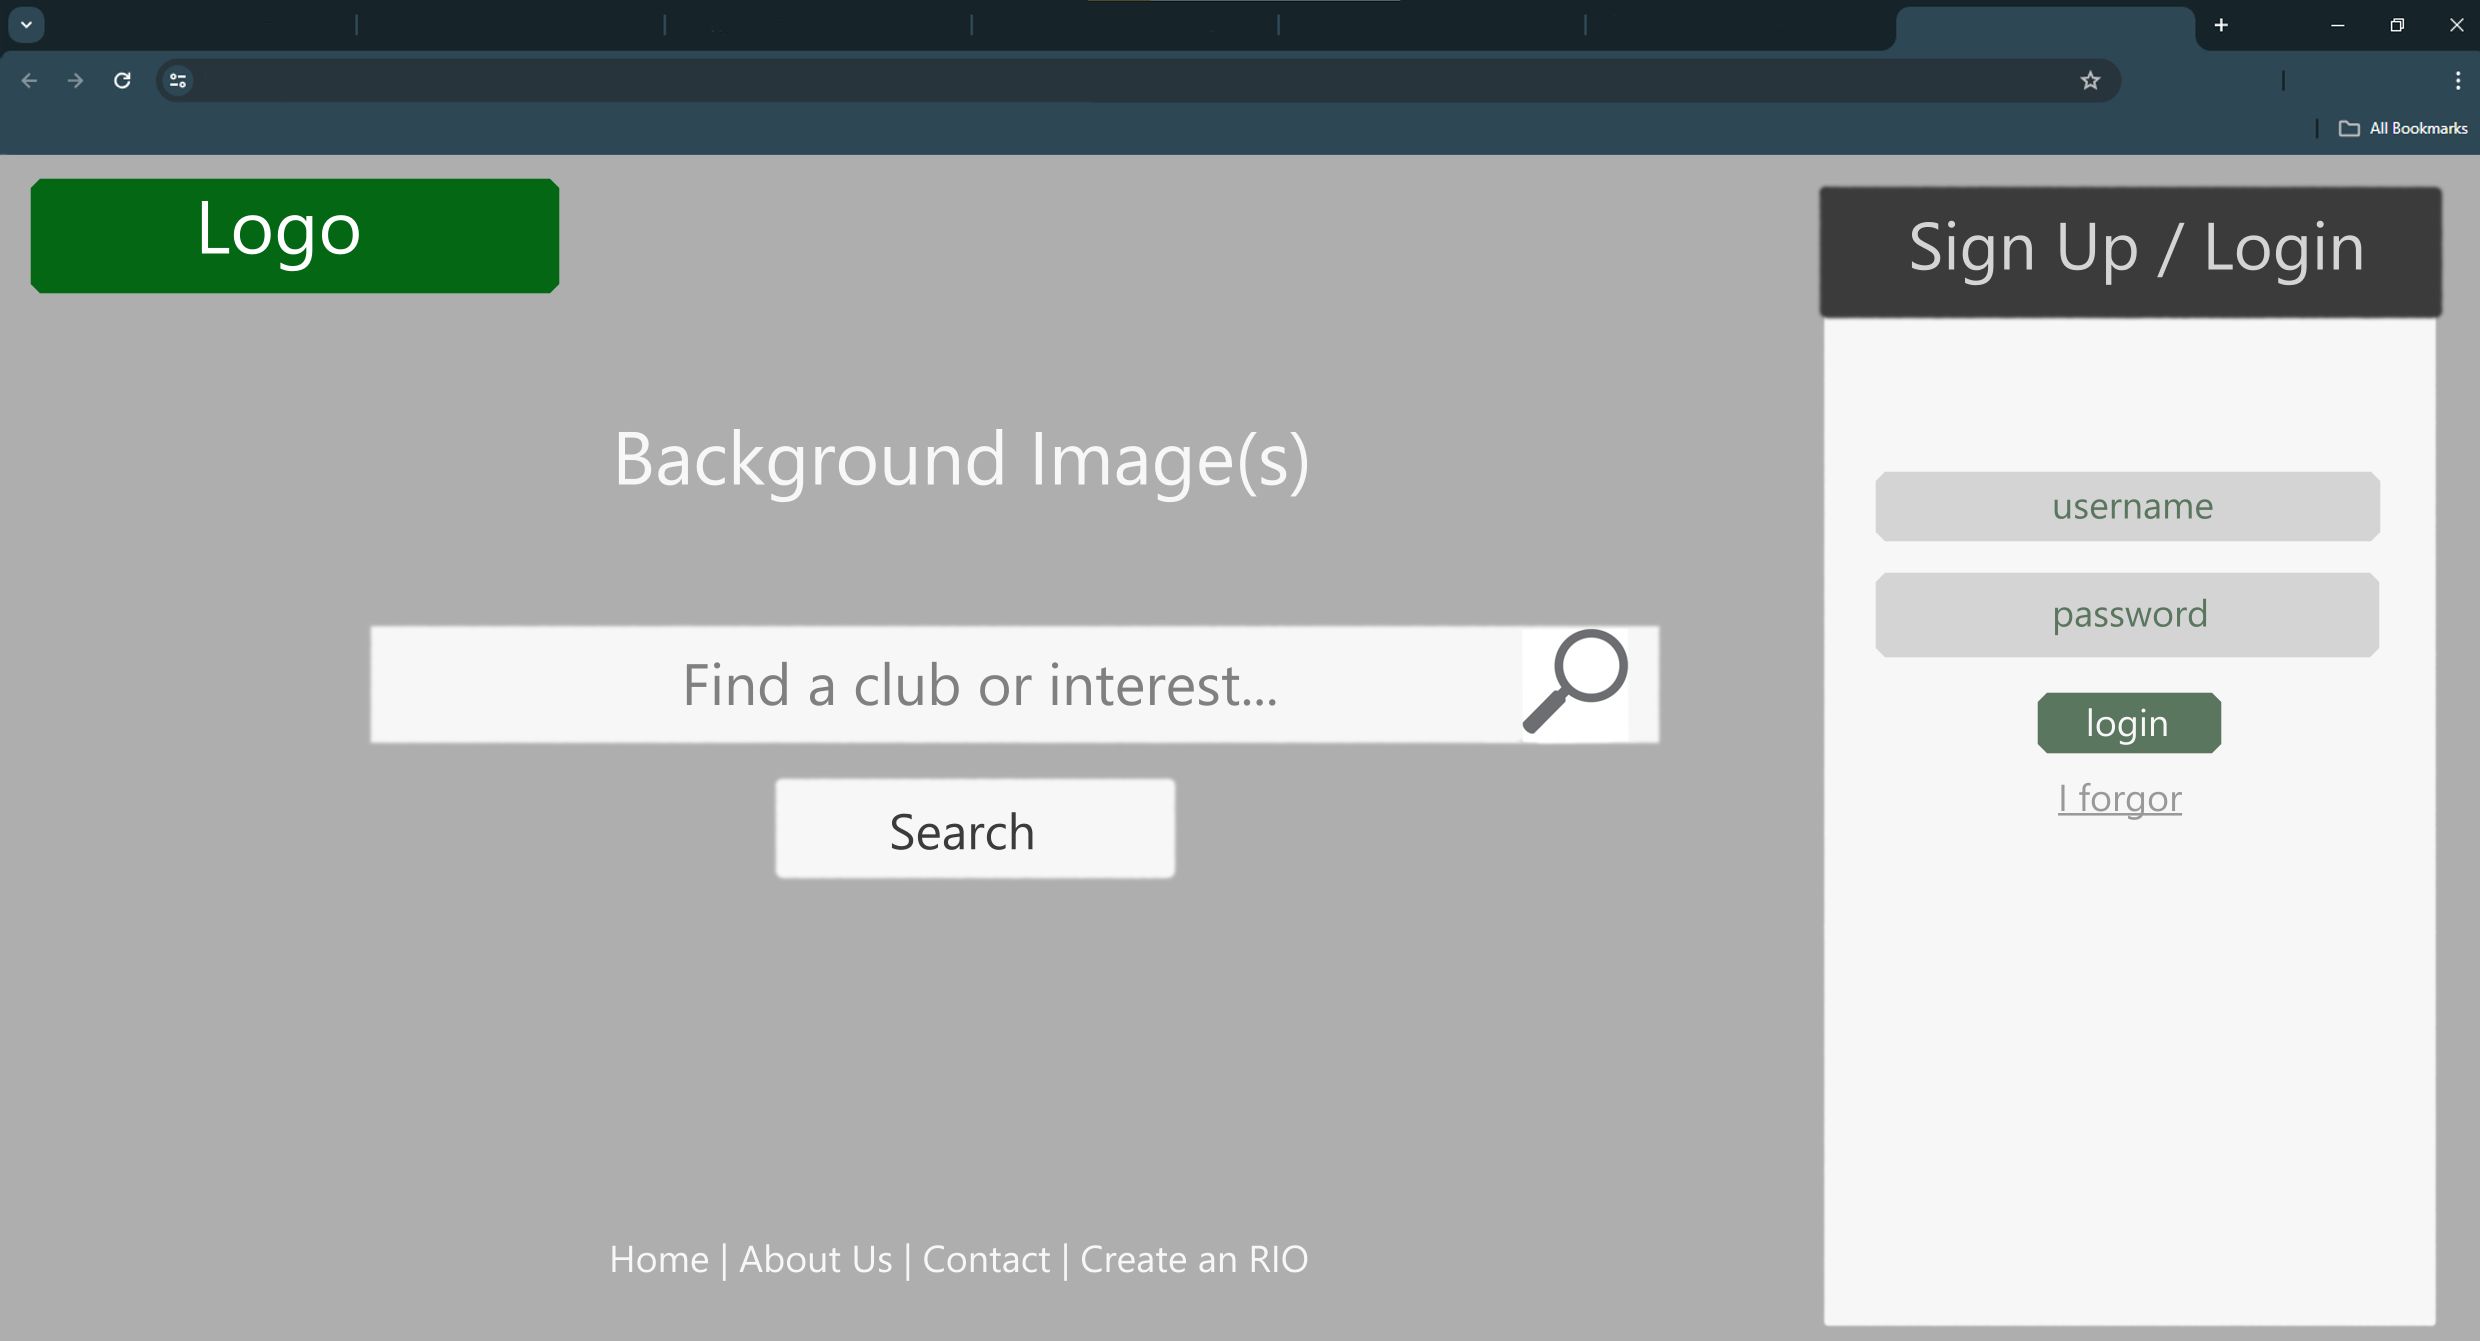 All Bookmarks
Logo
Sign Up / Login
Background Image(s)
username
password
Find a club or interest...
login
I forgor
Search
Home | About Us | Contact | Create an RIO